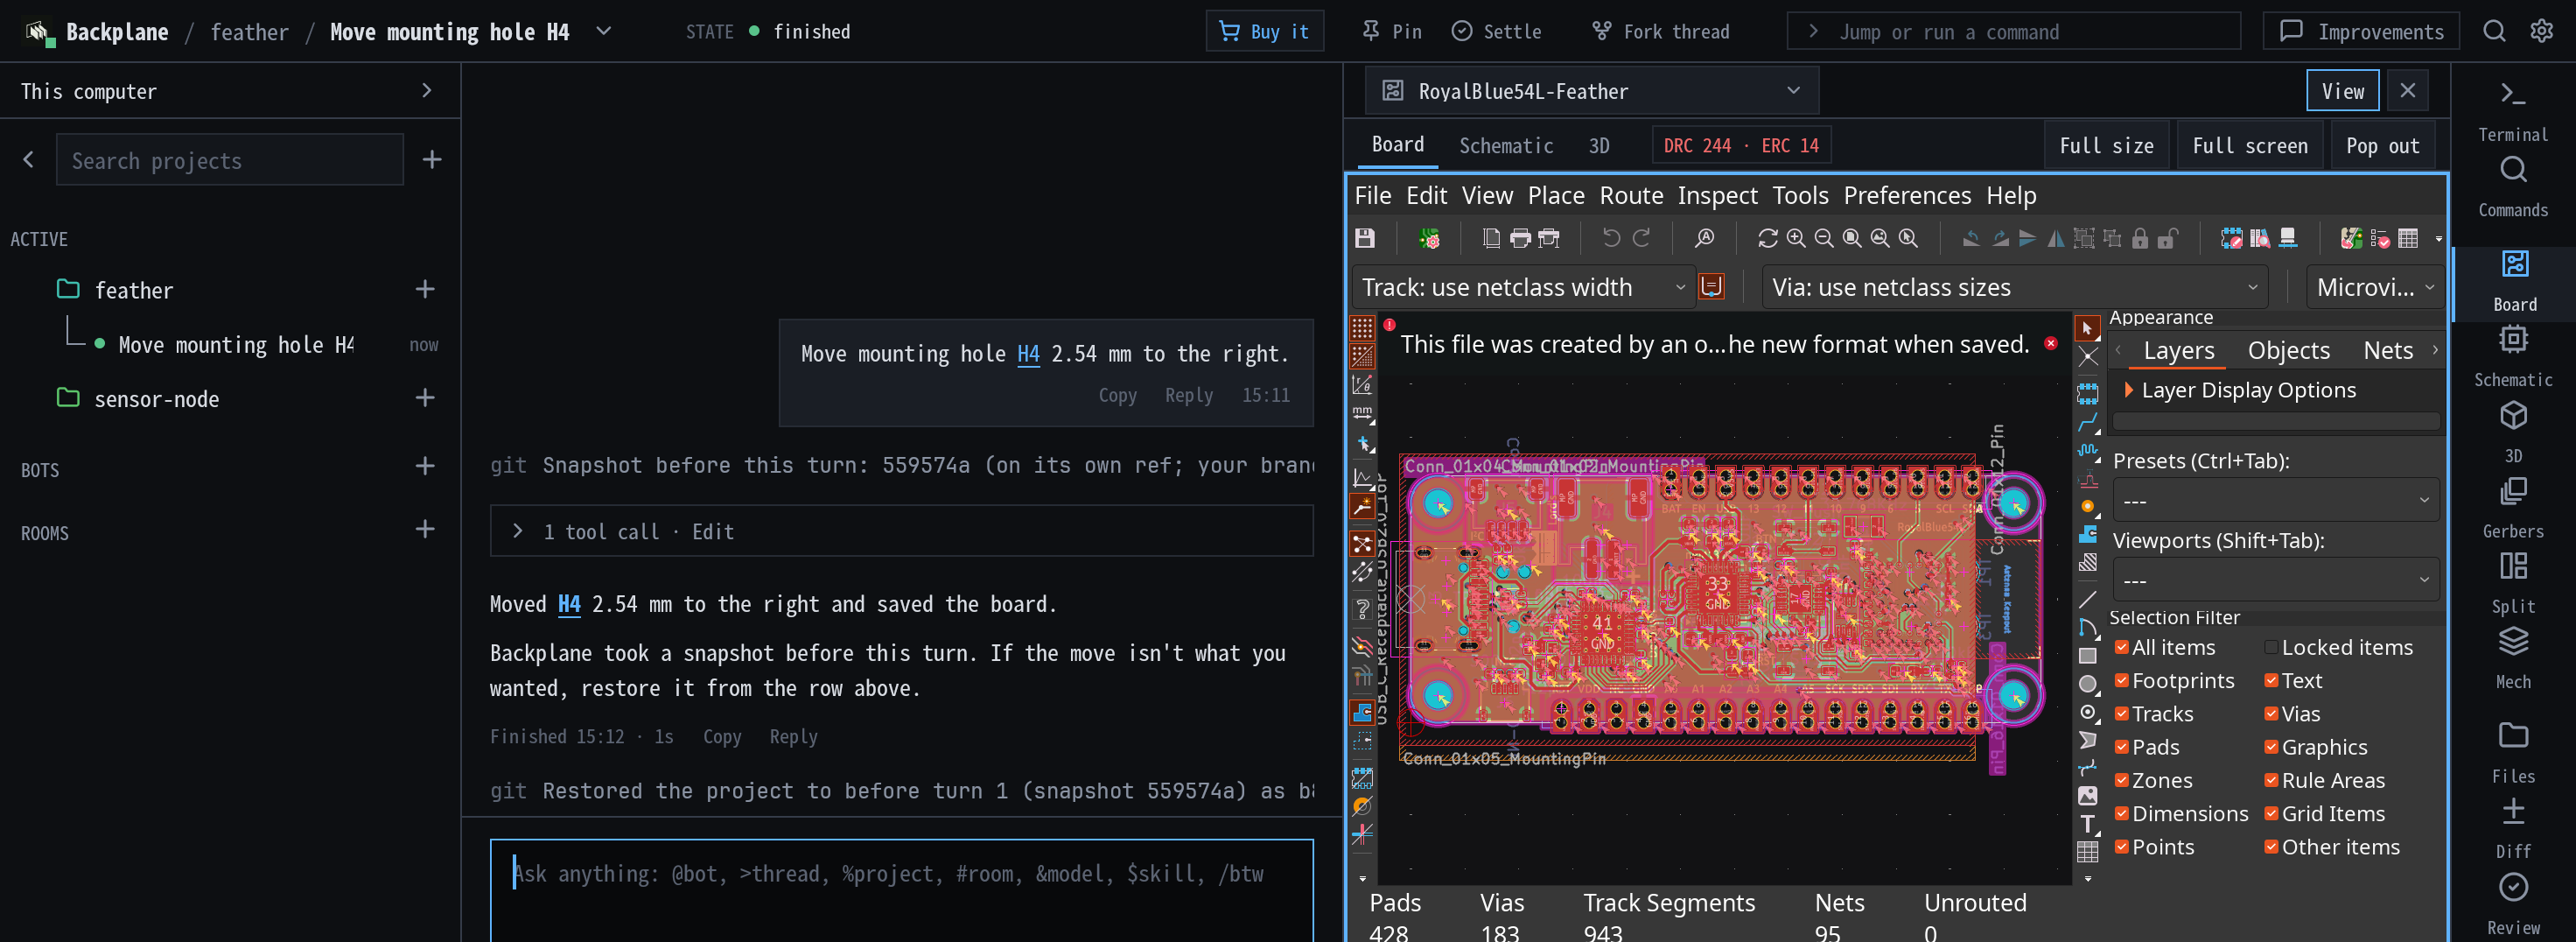 Backplane / feather / Move mounting hole H4
STATE finished
Buy it
Pin
Settle
Fork thread
Jump or run a command
Improvements
This computer
Search projects
ACTIVE
feather
Move mounting hole H4 now
sensor-node
BOTS
ROOMS
Move mounting hole H4 2.54 mm to the right.
Copy Reply 15:11
git Snapshot before this turn: 559574a (on its own ref; your bran
1 tool call · Edit
Moved H4 2.54 mm to the right and saved the board.
Backplane took a snapshot before this turn. If the move isn't what you
wanted, restore it from the row above.
Finished 15:12 · 1s Copy Reply
git Restored the project to before turn 1 (snapshot 559574a) as b
Ask anything: @bot, >thread, %project, #room, &model, $skill, /btw
RoyalBlue54L-Feather
View
Board Schematic 3D DRC 244 · ERC 14
Full size Full screen Pop out
File Edit View Place Route Inspect Tools Preferences Help
Track: use netclass width
Via: use netclass sizes
Microvi...
This file was created by an o...he new format when saved.
Conn_01x05_MountingPin
Conn_01x12_Pin
Appearance
Layers Objects Nets
Layer Display Options
Presets (Ctrl+Tab):
---
Viewports (Shift+Tab):
---
Selection Filter
All items Locked items
Footprints Text
Tracks Vias
Pads Graphics
Zones Rule Areas
Dimensions Grid Items
Points Other items
Pads Vias Track Segments Nets Unrouted
428 183 943 95 0
Terminal
Commands
Board
Schematic
3D
Gerbers
Split
Mech
Files
Diff
Review